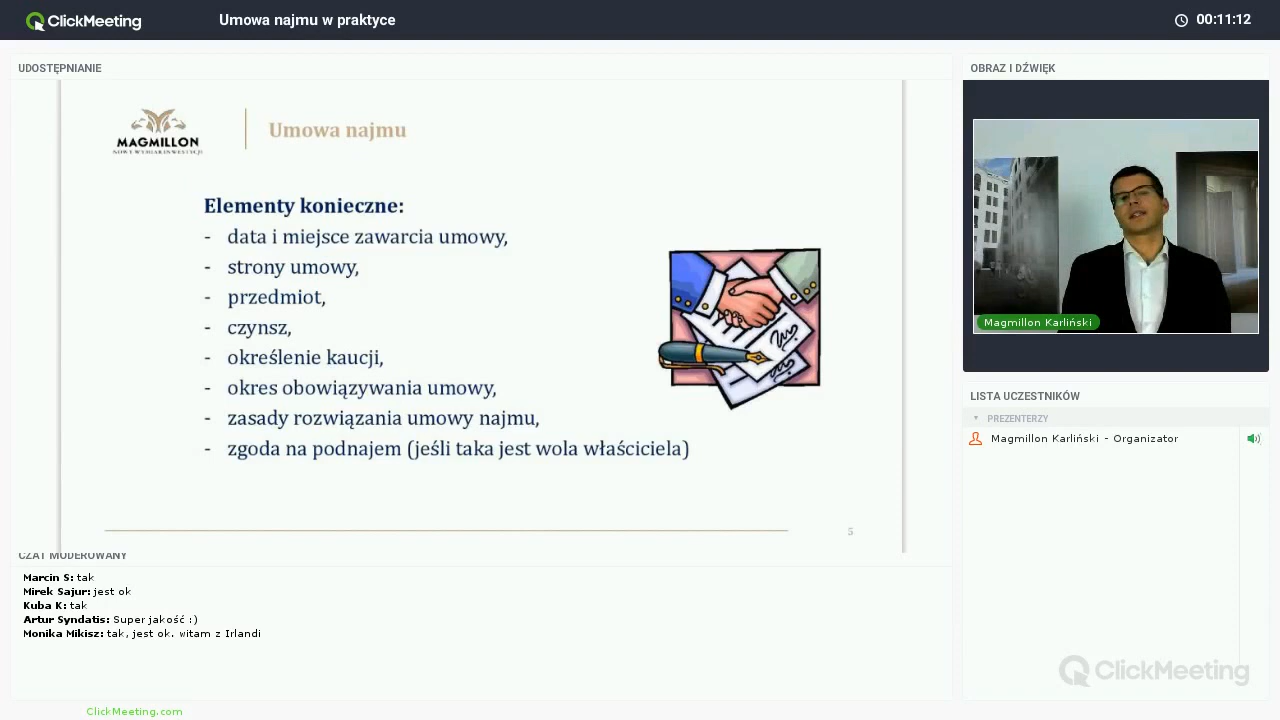 ClickMeeting
Umowa najmu w praktyce
00:11:12
UDOSTĘPNIANIE
MAGMILLON
NOWY WYMIAR INWESTYCJI
Umowa najmu
Elementy konieczne:
- data i miejsce zawarcia umowy,
- strony umowy,
- przedmiot,
- czynsz,
- określenie kaucji,
- okres obowiązywania umowy,
- zasady rozwiązania umowy najmu,
- zgoda na podnajem (jeśli taka jest wola właściciela)
5
CZAT MODEROWANY
Marcin S: tak
Mirek Sajur: jest ok
Kuba K: tak
Artur Syndatis: Super jakość :)
Monika Mikisz: tak, jest ok. witam z Irlandi
ClickMeeting.com
OBRAZ I DŹWIĘK
Magmillon Karliński
LISTA UCZESTNIKÓW
PREZENTERZY
Magmillon Karliński - Organizator
ClickMeeting